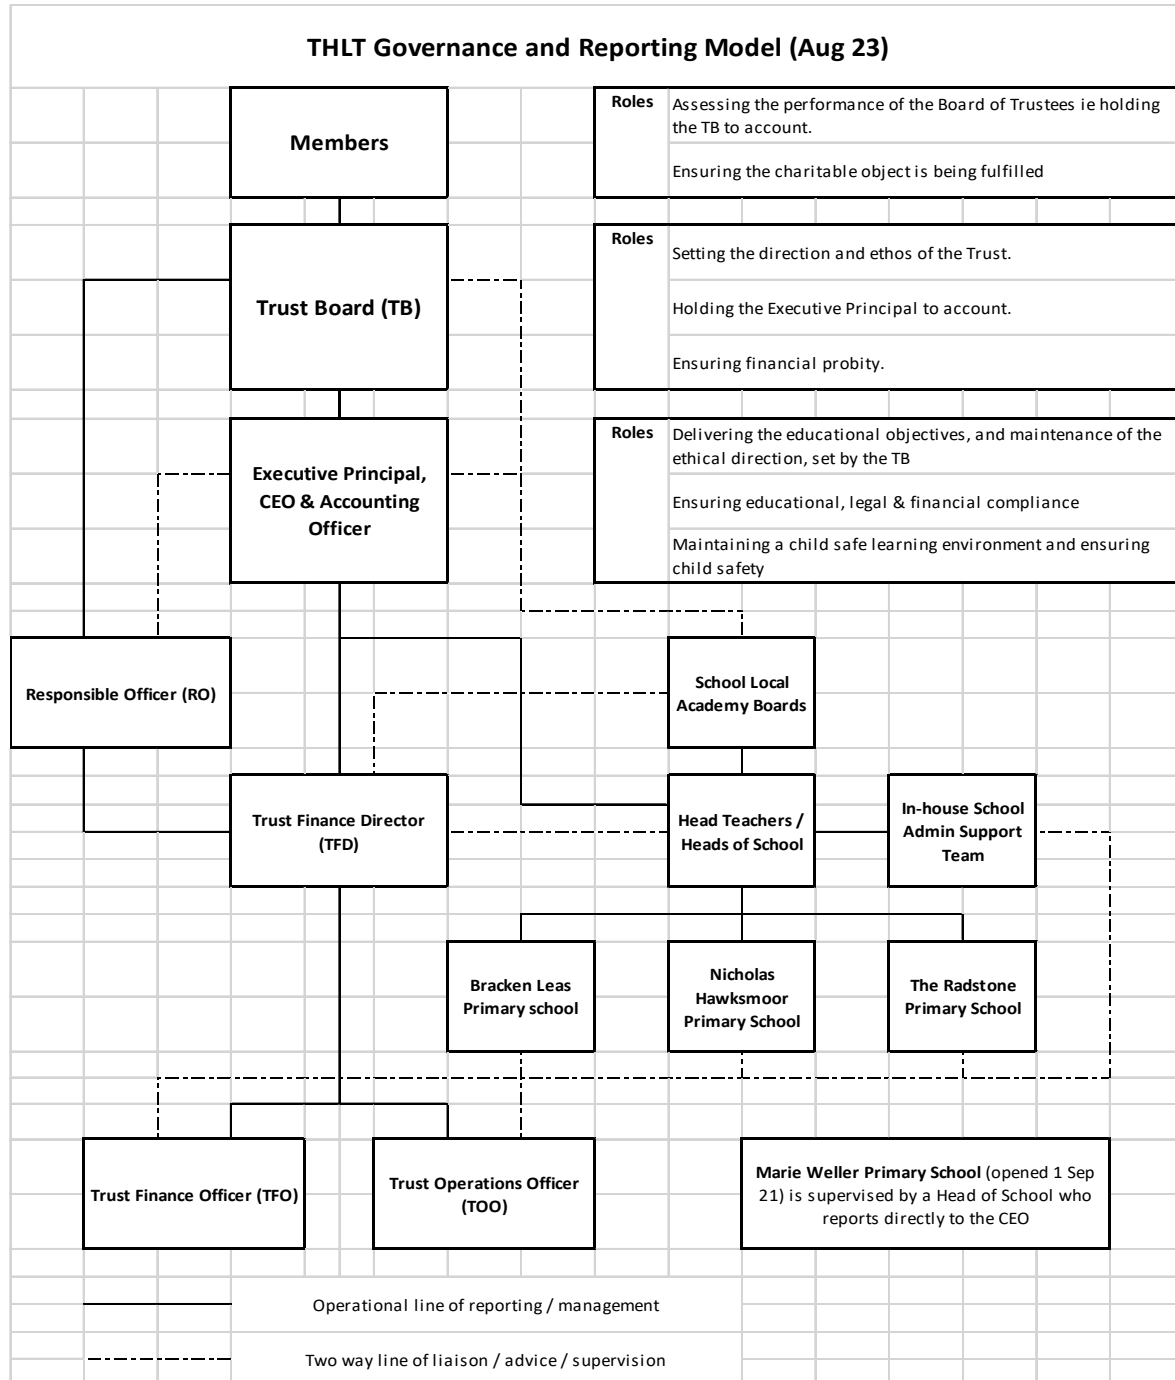 THLT Governance and Reporting Model (Aug 23)
Members
Roles
Assessing the performance of the Board of Trustees ie holding
the TB to account.
Ensuring the charitable object is being fulfilled
Trust Board (TB)
Roles
Setting the direction and ethos of the Trust.
Holding the Executive Principal to account.
Ensuring financial probity.
Executive Principal,
CEO & Accounting
Officer
Roles
Delivering the educational objectives, and maintenance of the
ethical direction, set by the TB
Ensuring educational, legal & financial compliance
Maintaining a child safe learning environment and ensuring
child safety
Responsible Officer (RO)
School Local
Academy Boards
Trust Finance Director
(TFD)
Head Teachers /
Heads of School
In-house School
Admin Support
Team
Bracken Leas
Primary school
Nicholas
Hawksmoor
Primary School
The Radstone
Primary School
Trust Finance Officer (TFO)
Trust Operations Officer
(TOO)
Marie Weller Primary School (opened 1 Sep
21) is supervised by a Head of School who
reports directly to the CEO
Operational line of reporting / management
Two way line of liaison / advice / supervision